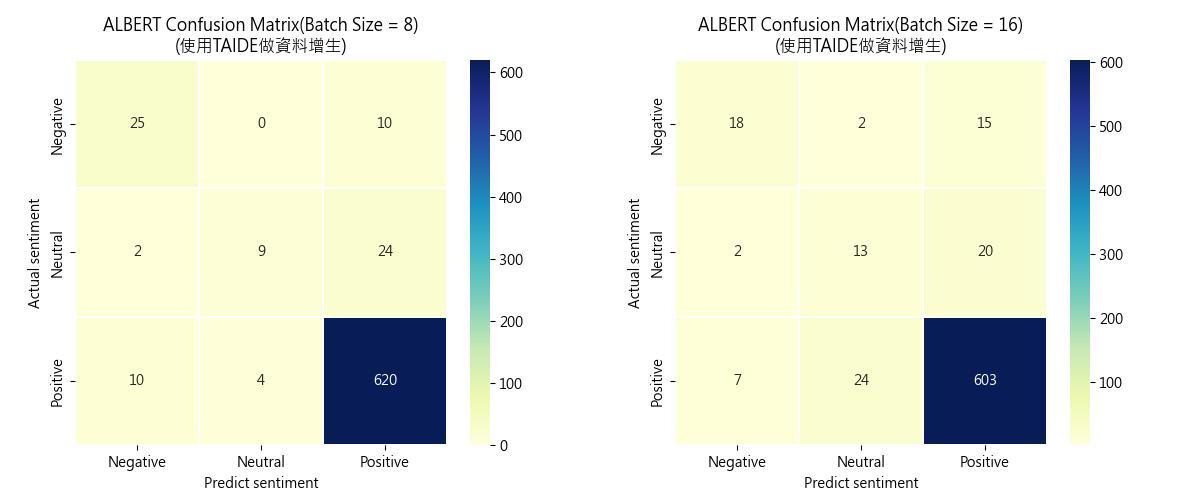 ALBERT Confusion Matrix(Batch Size = 8)
(使用TAIDE做資料增生)
Actual sentiment
Negative
25
0
10
Neutral
2
9
24
Positive
10
4
620
Negative
Neutral
Positive
Predict sentiment
600
500
400
300
200
100
0
ALBERT Confusion Matrix(Batch Size = 16)
(使用TAIDE做資料增生)
Actual sentiment
Negative
18
2
15
Neutral
2
13
20
Positive
7
24
603
Negative
Neutral
Positive
Predict sentiment
600
500
400
300
200
100